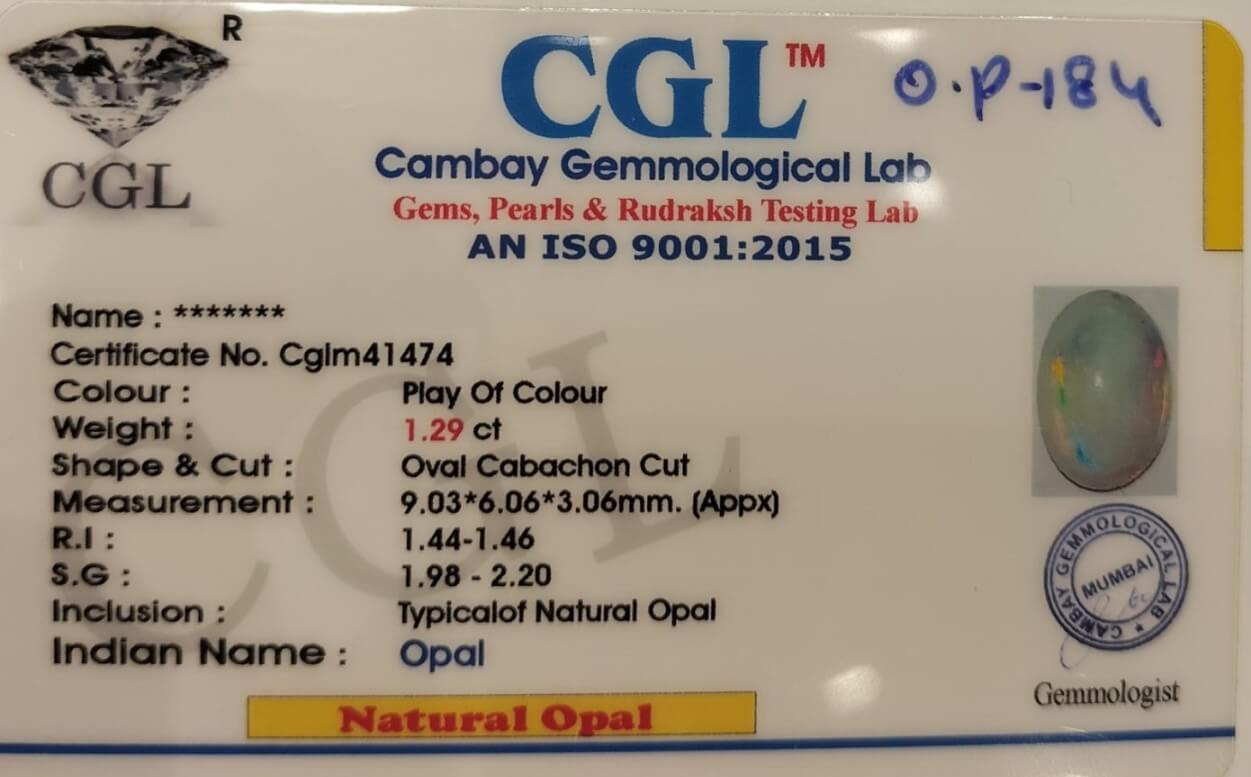 R
CGL
CGL™
O.P-184
Cambay Gemmological Lab
Gems, Pearls & Rudraksh Testing Lab
AN ISO 9001:2015
Name : *******
Certificate No. Cglm41474
Colour : Play Of Colour
Weight : 1.29 ct
Shape & Cut : Oval Cabachon Cut
Measurement : 9.03*6.06*3.06mm. (Appx)
R.I : 1.44-1.46
S.G : 1.98 - 2.20
Inclusion : Typicalof Natural Opal
Indian Name : Opal
CAMBAY GEMMOLOGICAL LAB ★
MUMBAI
Gemmologist
Natural Opal
CGL